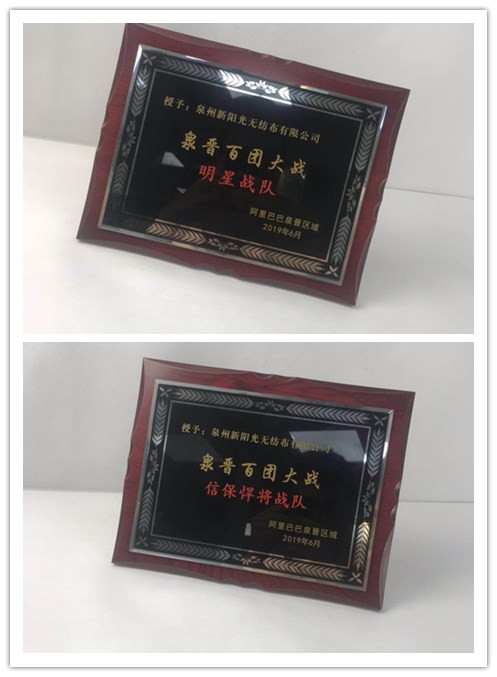 授予：泉州新阳光无纺布有限公司
泉晋百团大战
明星战队
阿里巴巴泉晋区域
2019年6月
授予：泉州新阳光无纺布有限公司
泉晋百团大战
信保悍将战队
阿里巴巴泉晋区域
2019年6月